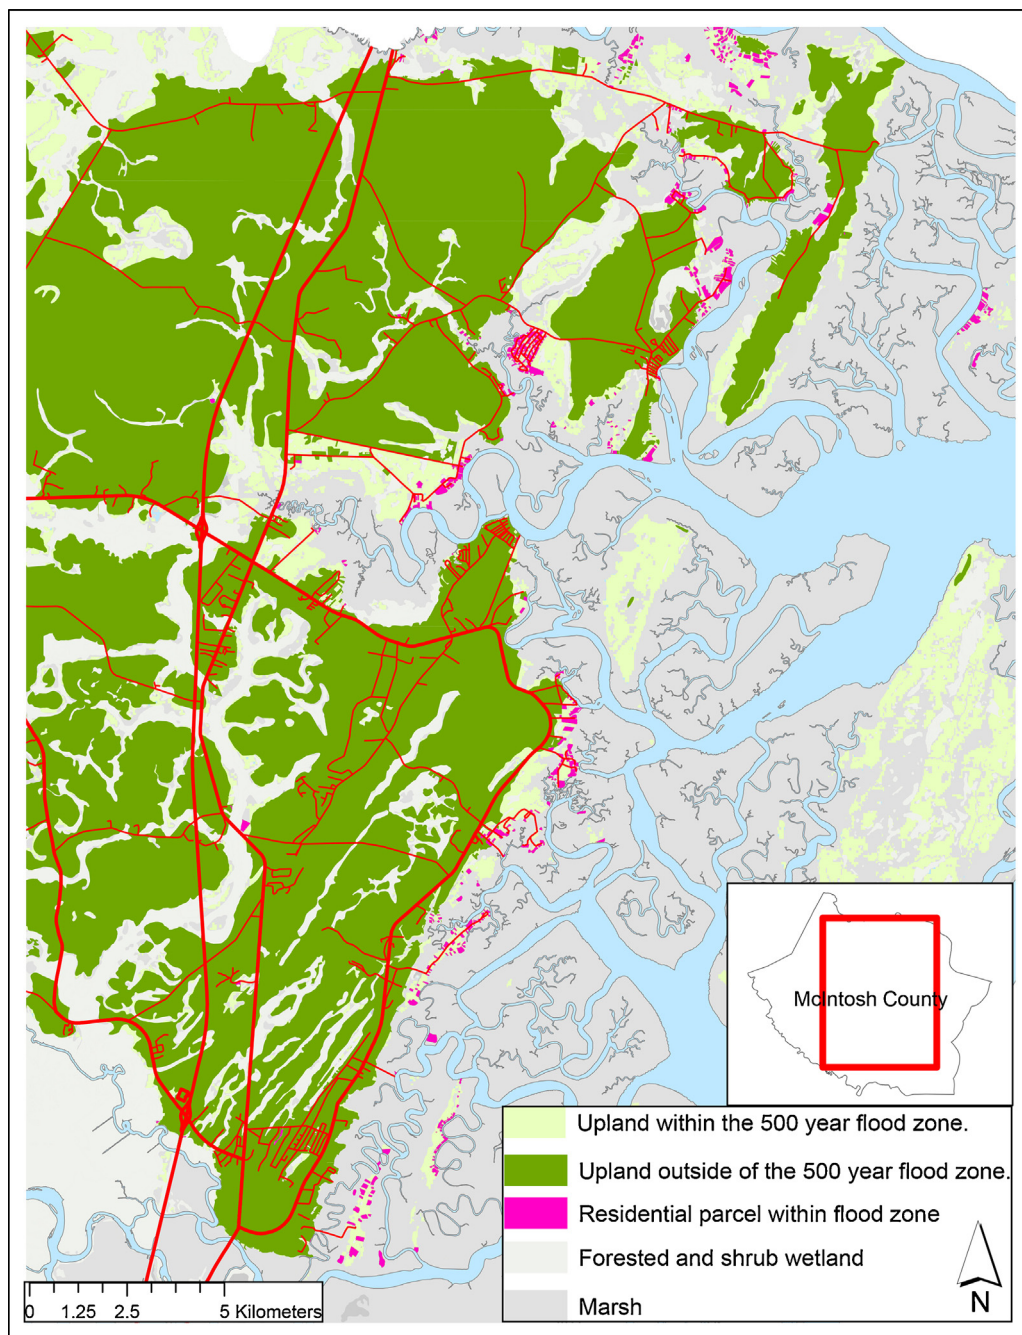 McIntosh County
Upland within the 500 year flood zone.
Upland outside of the 500 year flood zone.
Residential parcel within flood zone
Forested and shrub wetland
Marsh
N
0 1.25 2.5 5 Kilometers